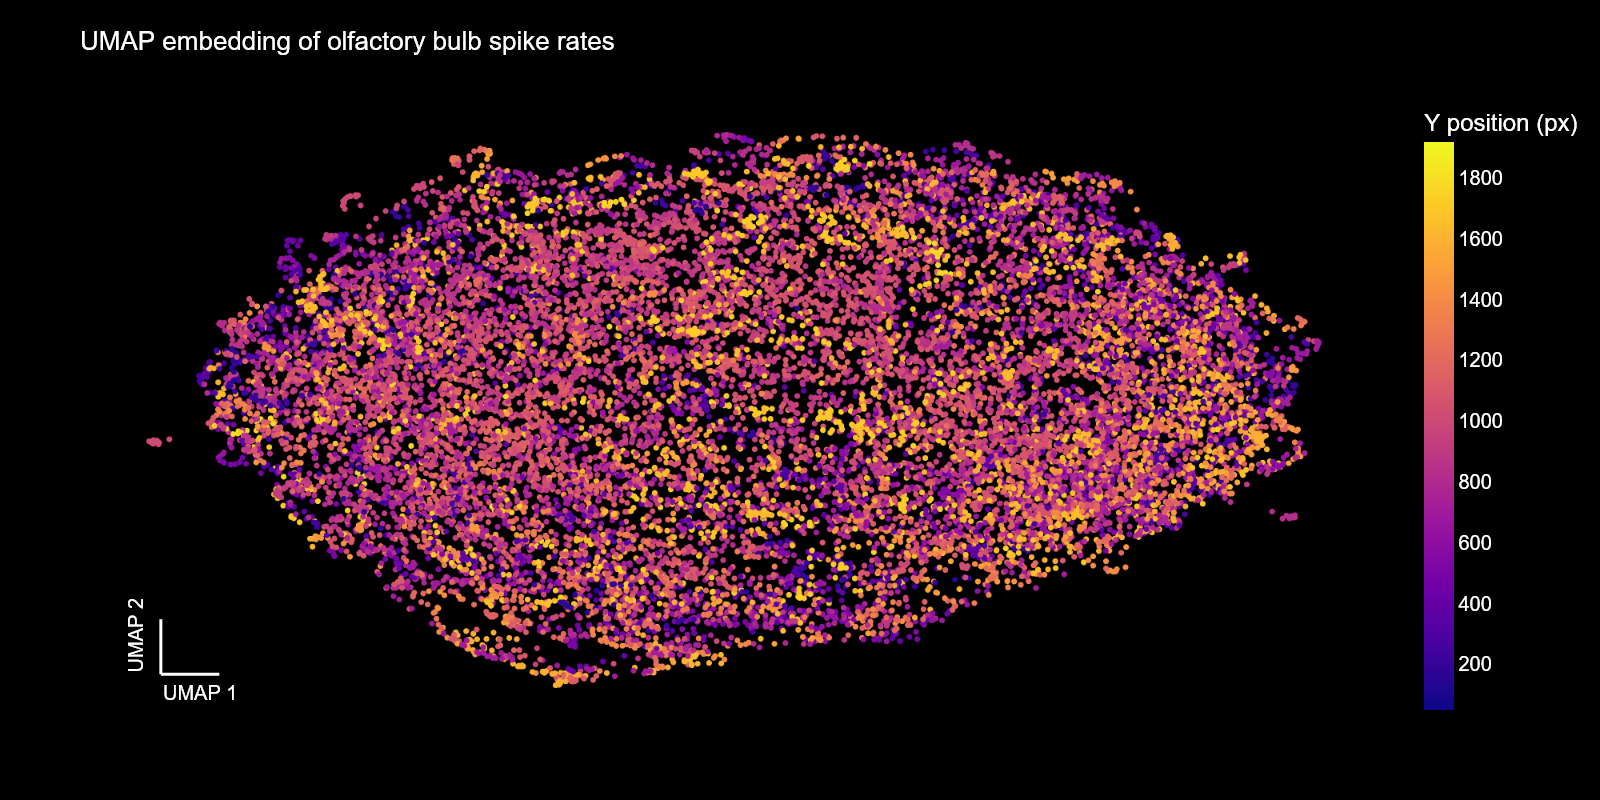 UMAP embedding of olfactory bulb spike rates
Y position (px)
1800
1600
1400
1200
1000
800
600
400
200
UMAP 2
UMAP 1